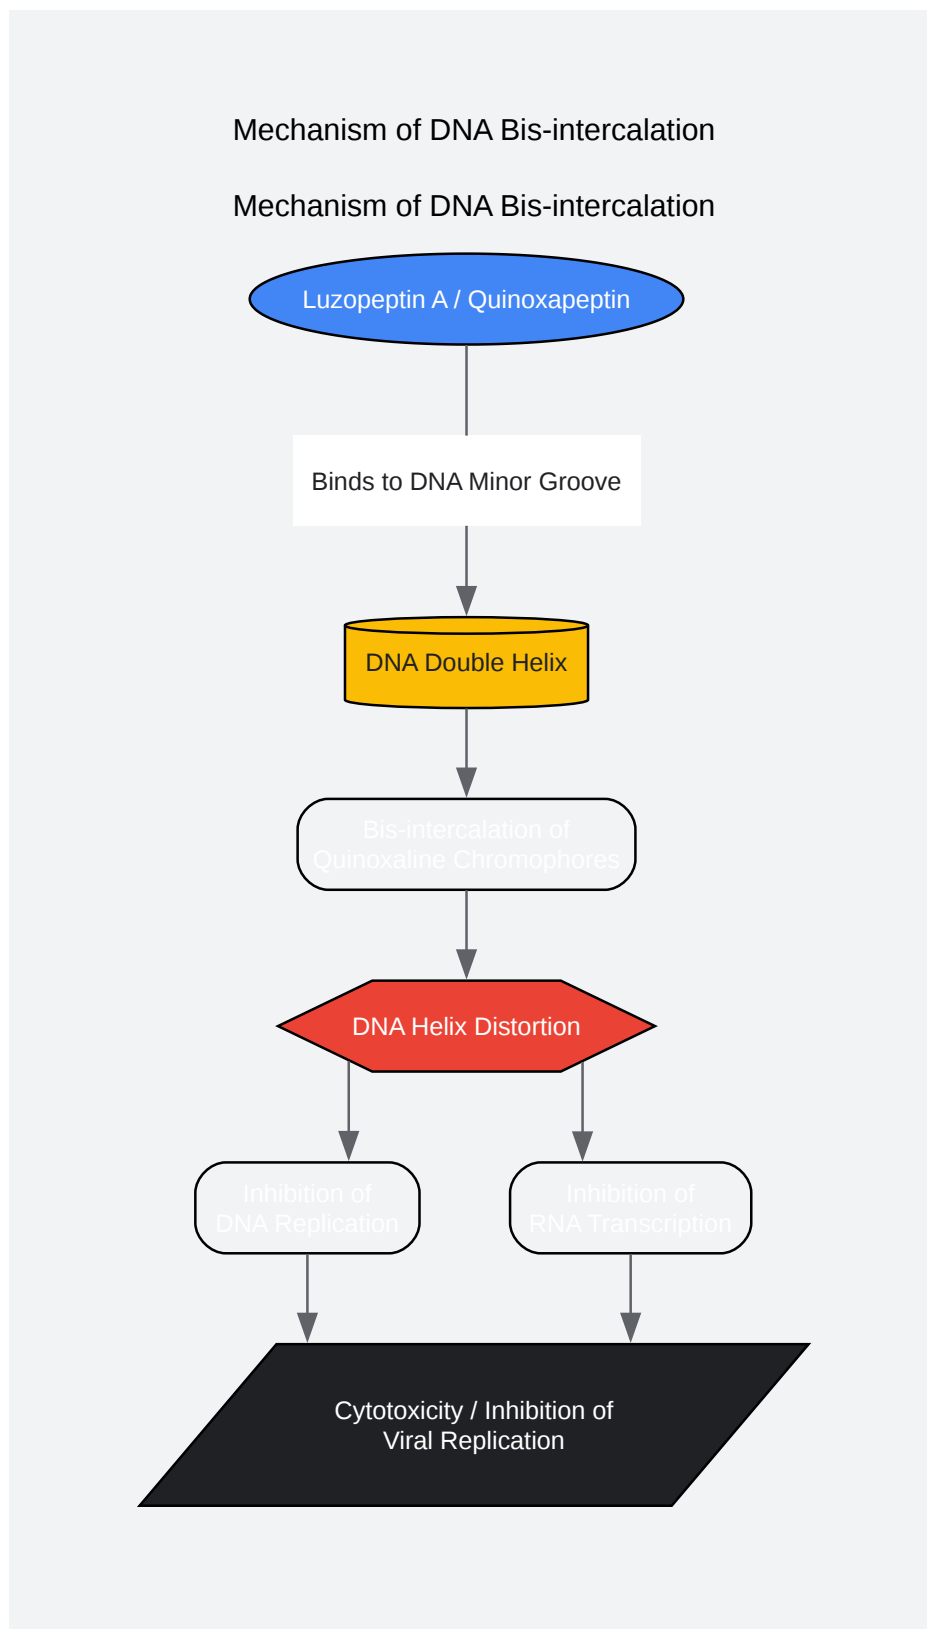 Mechanism of DNA Bis-intercalation
Mechanism of DNA Bis-intercalation
Luzopeptin A / Quinoxapeptin
Binds to DNA Minor Groove
DNA Double Helix
Bis-intercalation of
Quinoxaline Chromophores
DNA Helix Distortion
Inhibition of
DNA Replication
Inhibition of
RNA Transcription
Cytotoxicity / Inhibition of
Viral Replication